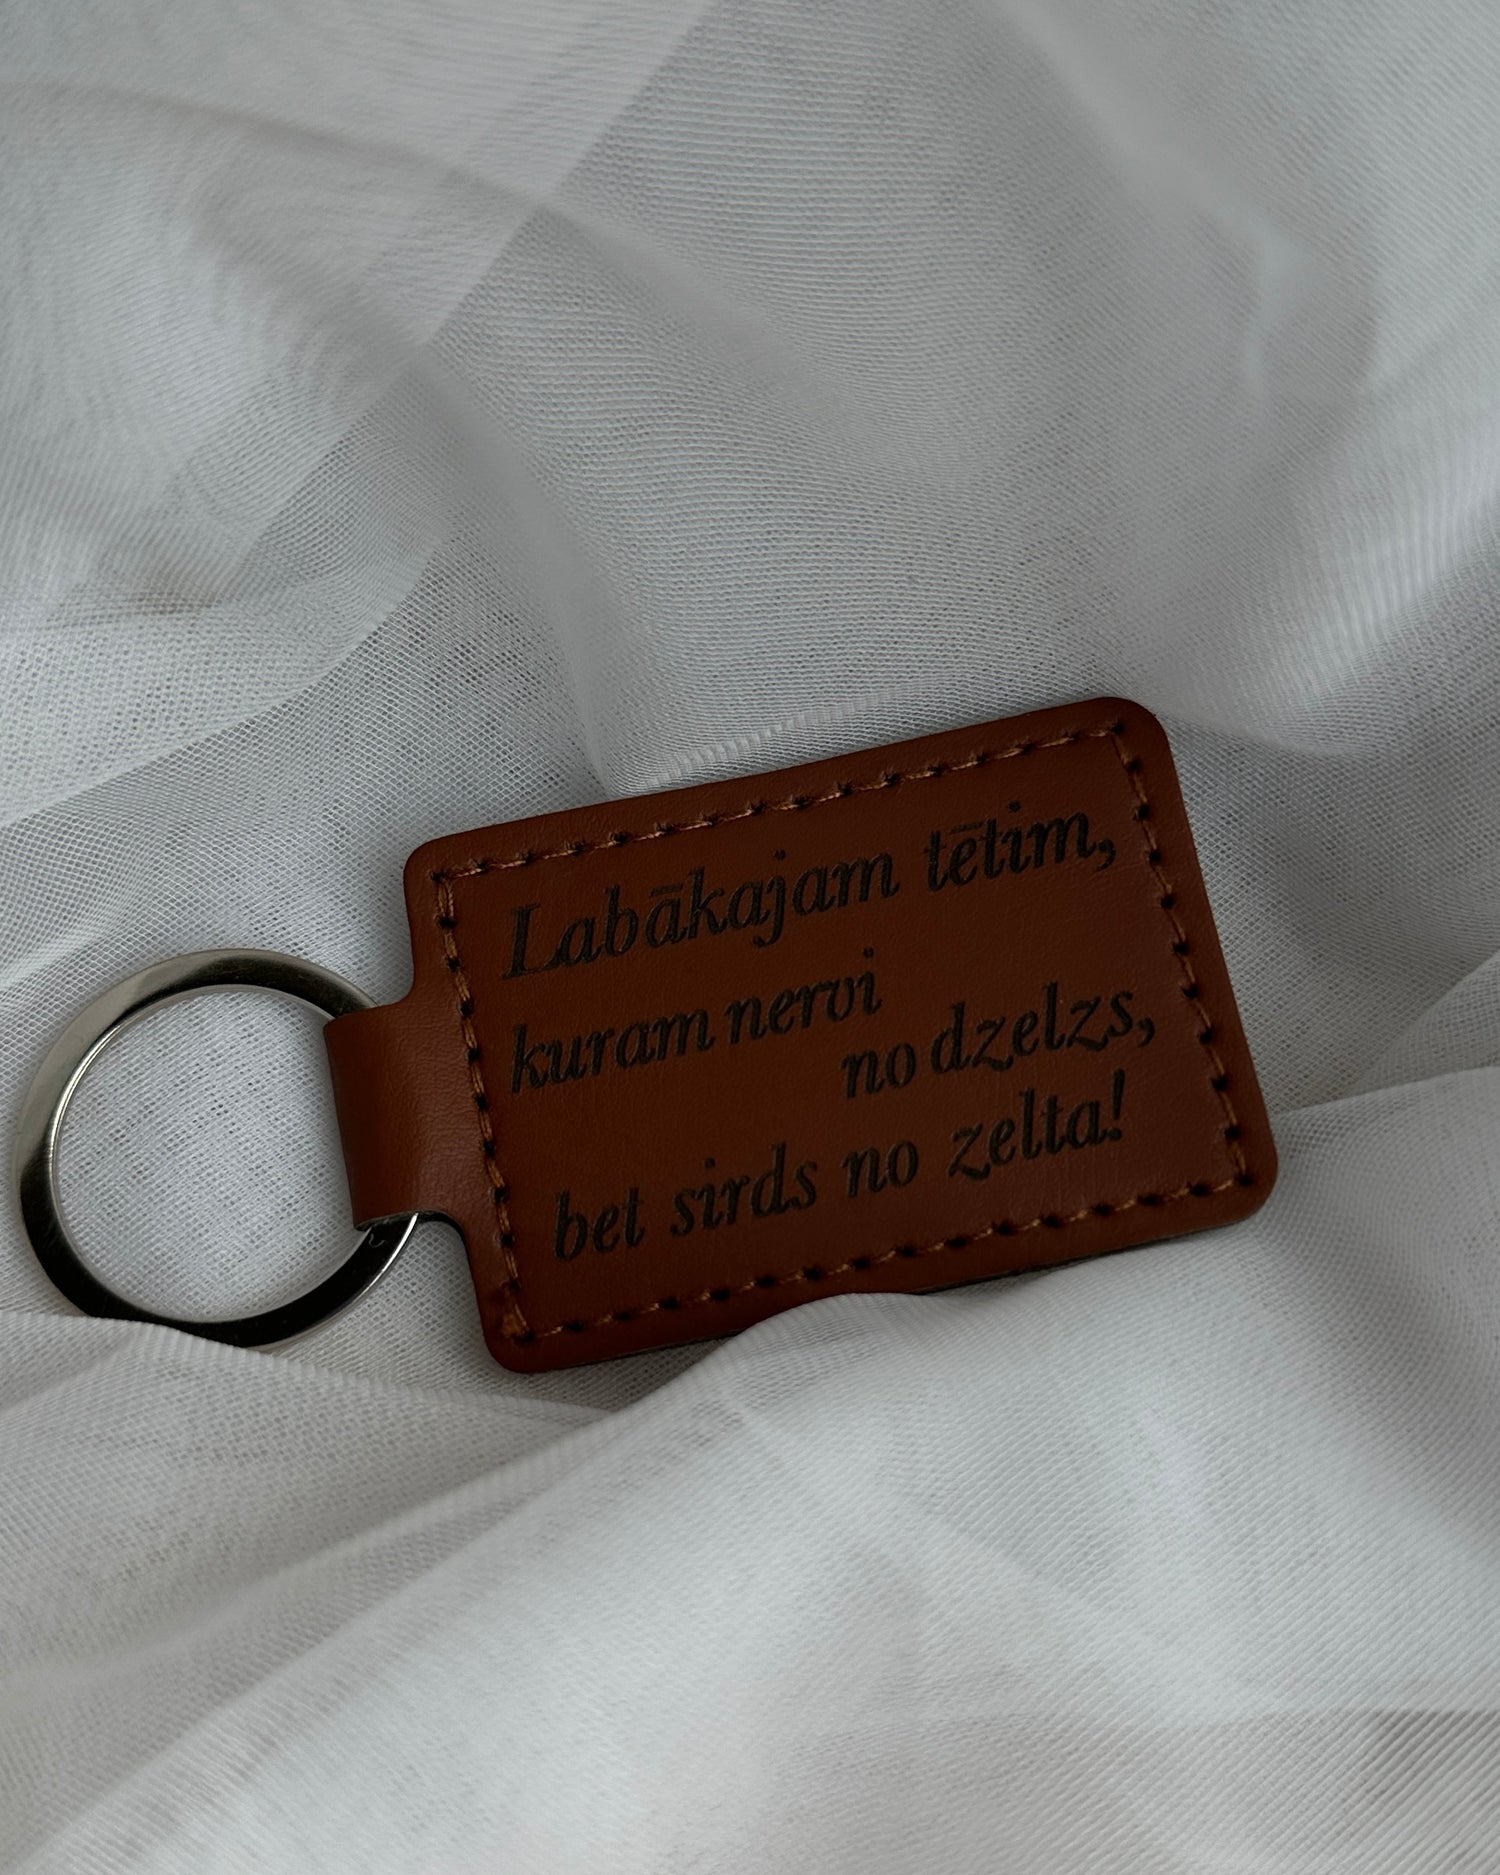 Labākajam tētim,
kuram nervi
no dzelzs,
bet sirds no zelta!